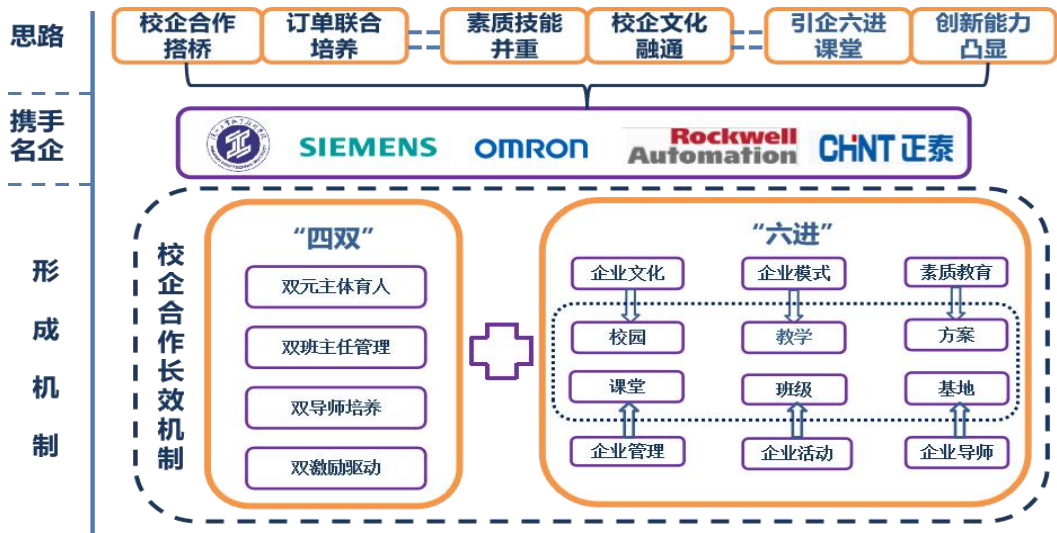 思路
校企合作
搭桥
订单联合
培养
素质技能
并重
校企文化
融通
引企六进
课堂
创新能力
凸显
携手
名企
SIEMENS
OMRON
Rockwell
Automation
CHNT 正泰
形
成
机
制
校企合作长效机制
“四双”
双元主体育人
双班主任管理
双导师培养
双激励驱动
“六进”
企业文化
企业模式
素质教育
校园
教学
方案
课堂
班级
基地
企业管理
企业活动
企业导师